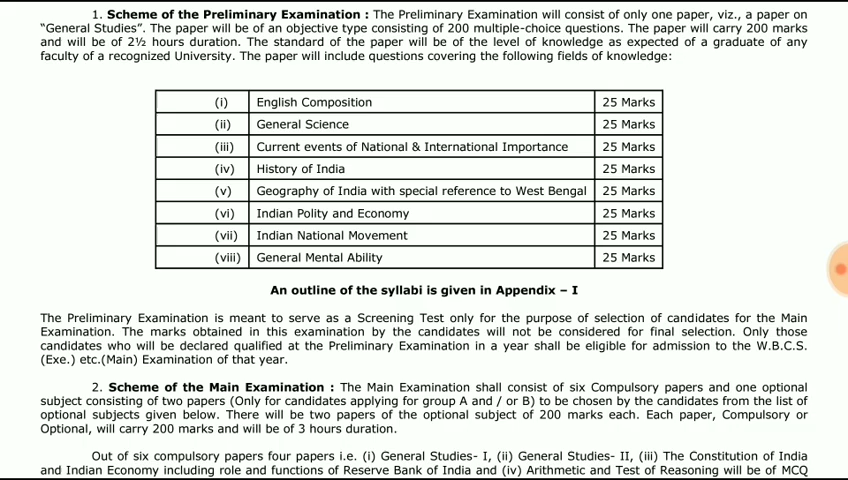 1. Scheme of the Preliminary Examination : The Preliminary Examination will consist of only one paper, viz., a paper on
“General Studies”. The paper will be of an objective type consisting of 200 multiple-choice questions. The paper will carry 200 marks
and will be of 2½ hours duration. The standard of the paper will be of the level of knowledge as expected of a graduate of any
faculty of a recognized University. The paper will include questions covering the following fields of knowledge:
(i) English Composition 25 Marks
(ii) General Science 25 Marks
(iii) Current events of National & International Importance 25 Marks
(iv) History of India 25 Marks
(v) Geography of India with special reference to West Bengal 25 Marks
(vi) Indian Polity and Economy 25 Marks
(vii) Indian National Movement 25 Marks
(viii) General Mental Ability 25 Marks
An outline of the syllabi is given in Appendix – I
The Preliminary Examination is meant to serve as a Screening Test only for the purpose of selection of candidates for the Main
Examination. The marks obtained in this examination by the candidates will not be considered for final selection. Only those
candidates who will be declared qualified at the Preliminary Examination in a year shall be eligible for admission to the W.B.C.S.
(Exe.) etc.(Main) Examination of that year.
2. Scheme of the Main Examination : The Main Examination shall consist of six Compulsory papers and one optional
subject consisting of two papers (Only for candidates applying for group A and / or B) to be chosen by the candidates from the list of
optional subjects given below. There will be two papers of the optional subject of 200 marks each. Each paper, Compulsory or
Optional, will carry 200 marks and will be of 3 hours duration.
Out of six compulsory papers four papers i.e. (i) General Studies- I, (ii) General Studies- II, (iii) The Constitution of India
and Indian Economy including role and functions of Reserve Bank of India and (iv) Arithmetic and Test of Reasoning will be of MCQ